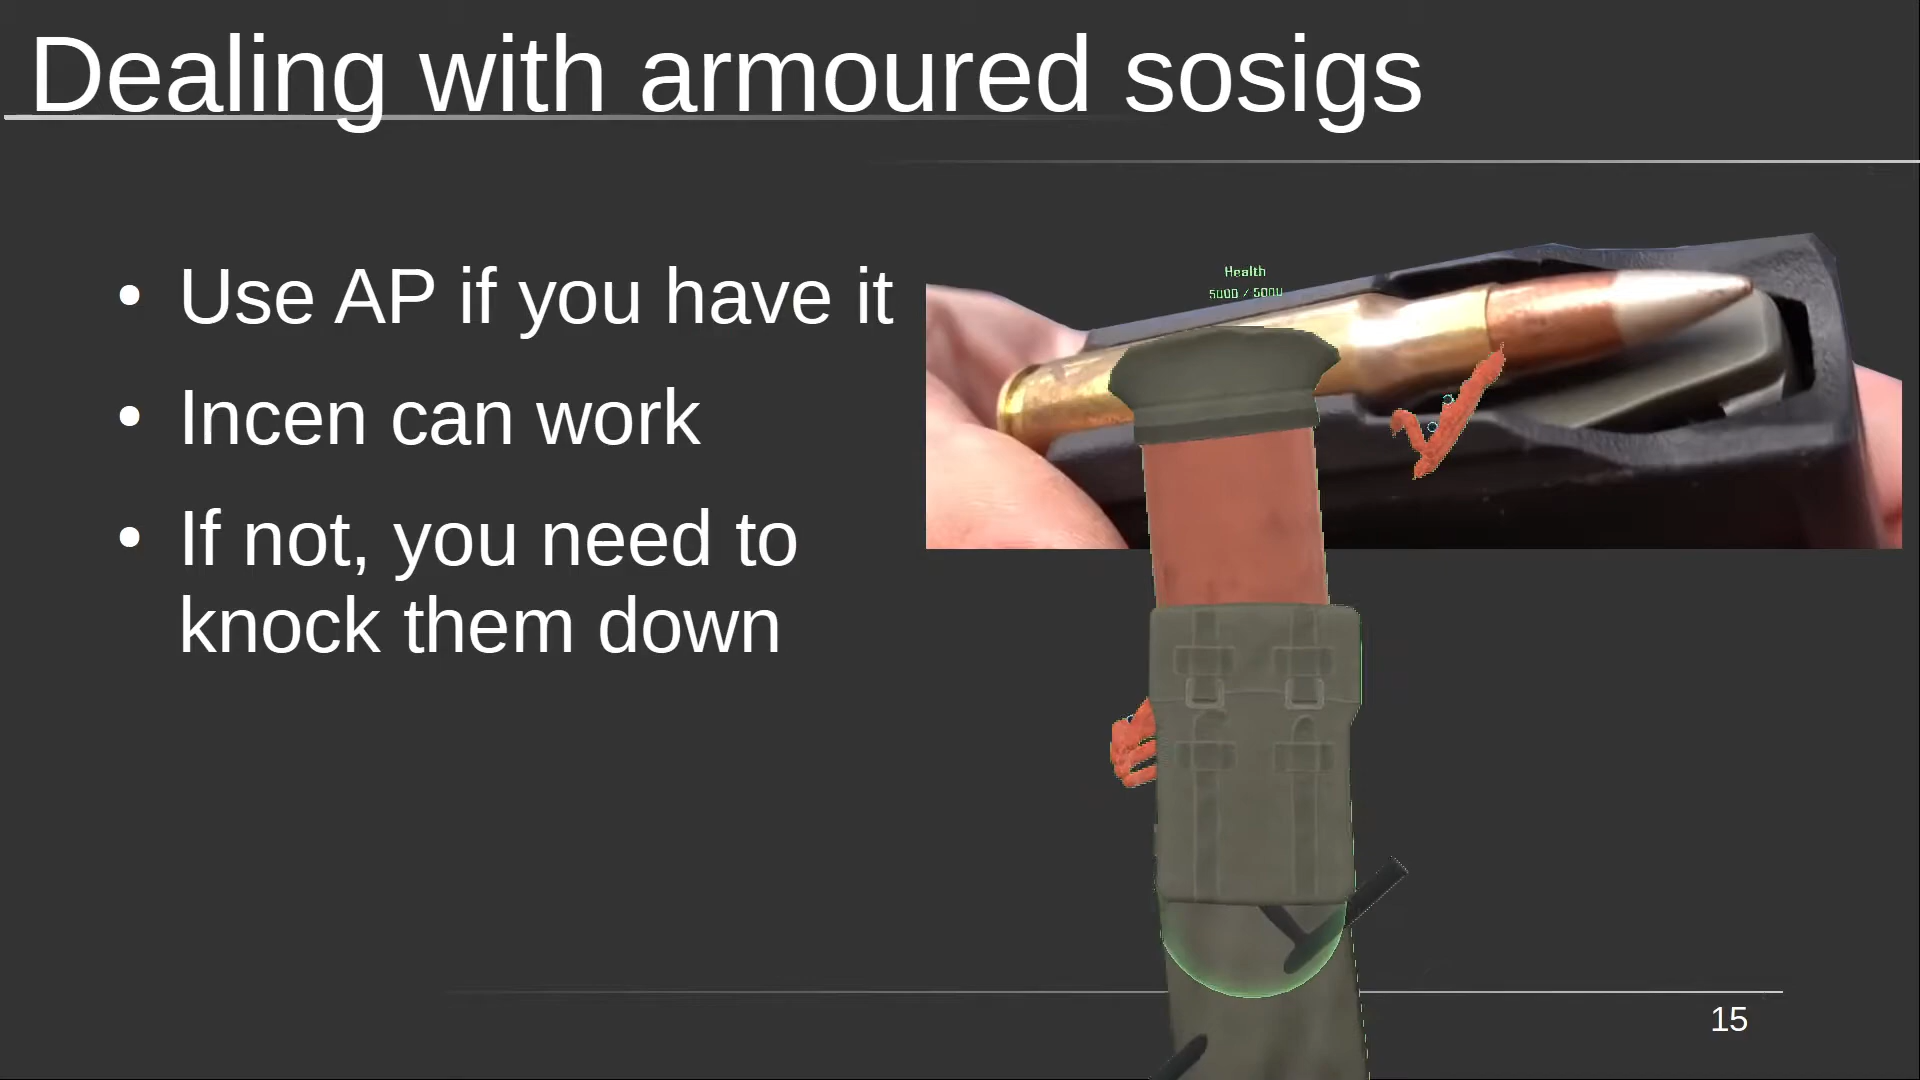 Dealing with armoured sosigs
• Use AP if you have it
• Incen can work
• If not, you need to
knock them down
Health
5000 / 5000
15